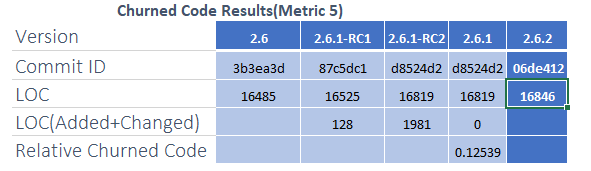 Churned Code Results(Metric 5)
Version 2.6 2.6.1-RC1 2.6.1-RC2 2.6.1 2.6.2
Commit ID 3b3ea3d 87c5dc1 d8524d2 d8524d2 06de412
LOC 16485 16525 16819 16819 16846
LOC(Added+Changed) 128 1981 0
Relative Churned Code 0.12539